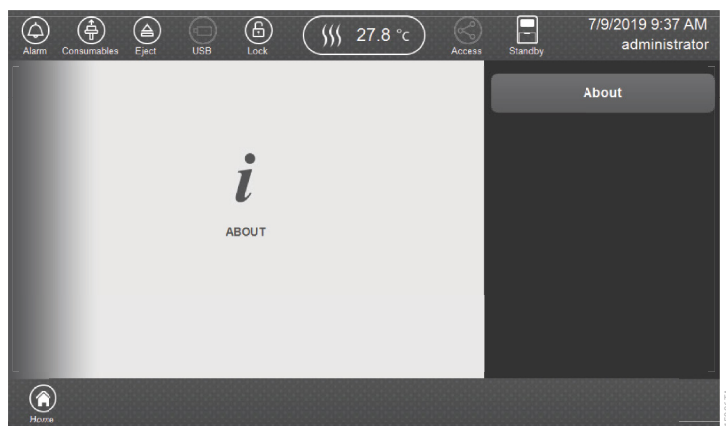 7/9/2019 9:37 AM
27.8 °c
administrator
Alarm Consumables Eject USB Lock Access Standby
About
i
ABOUT
Home